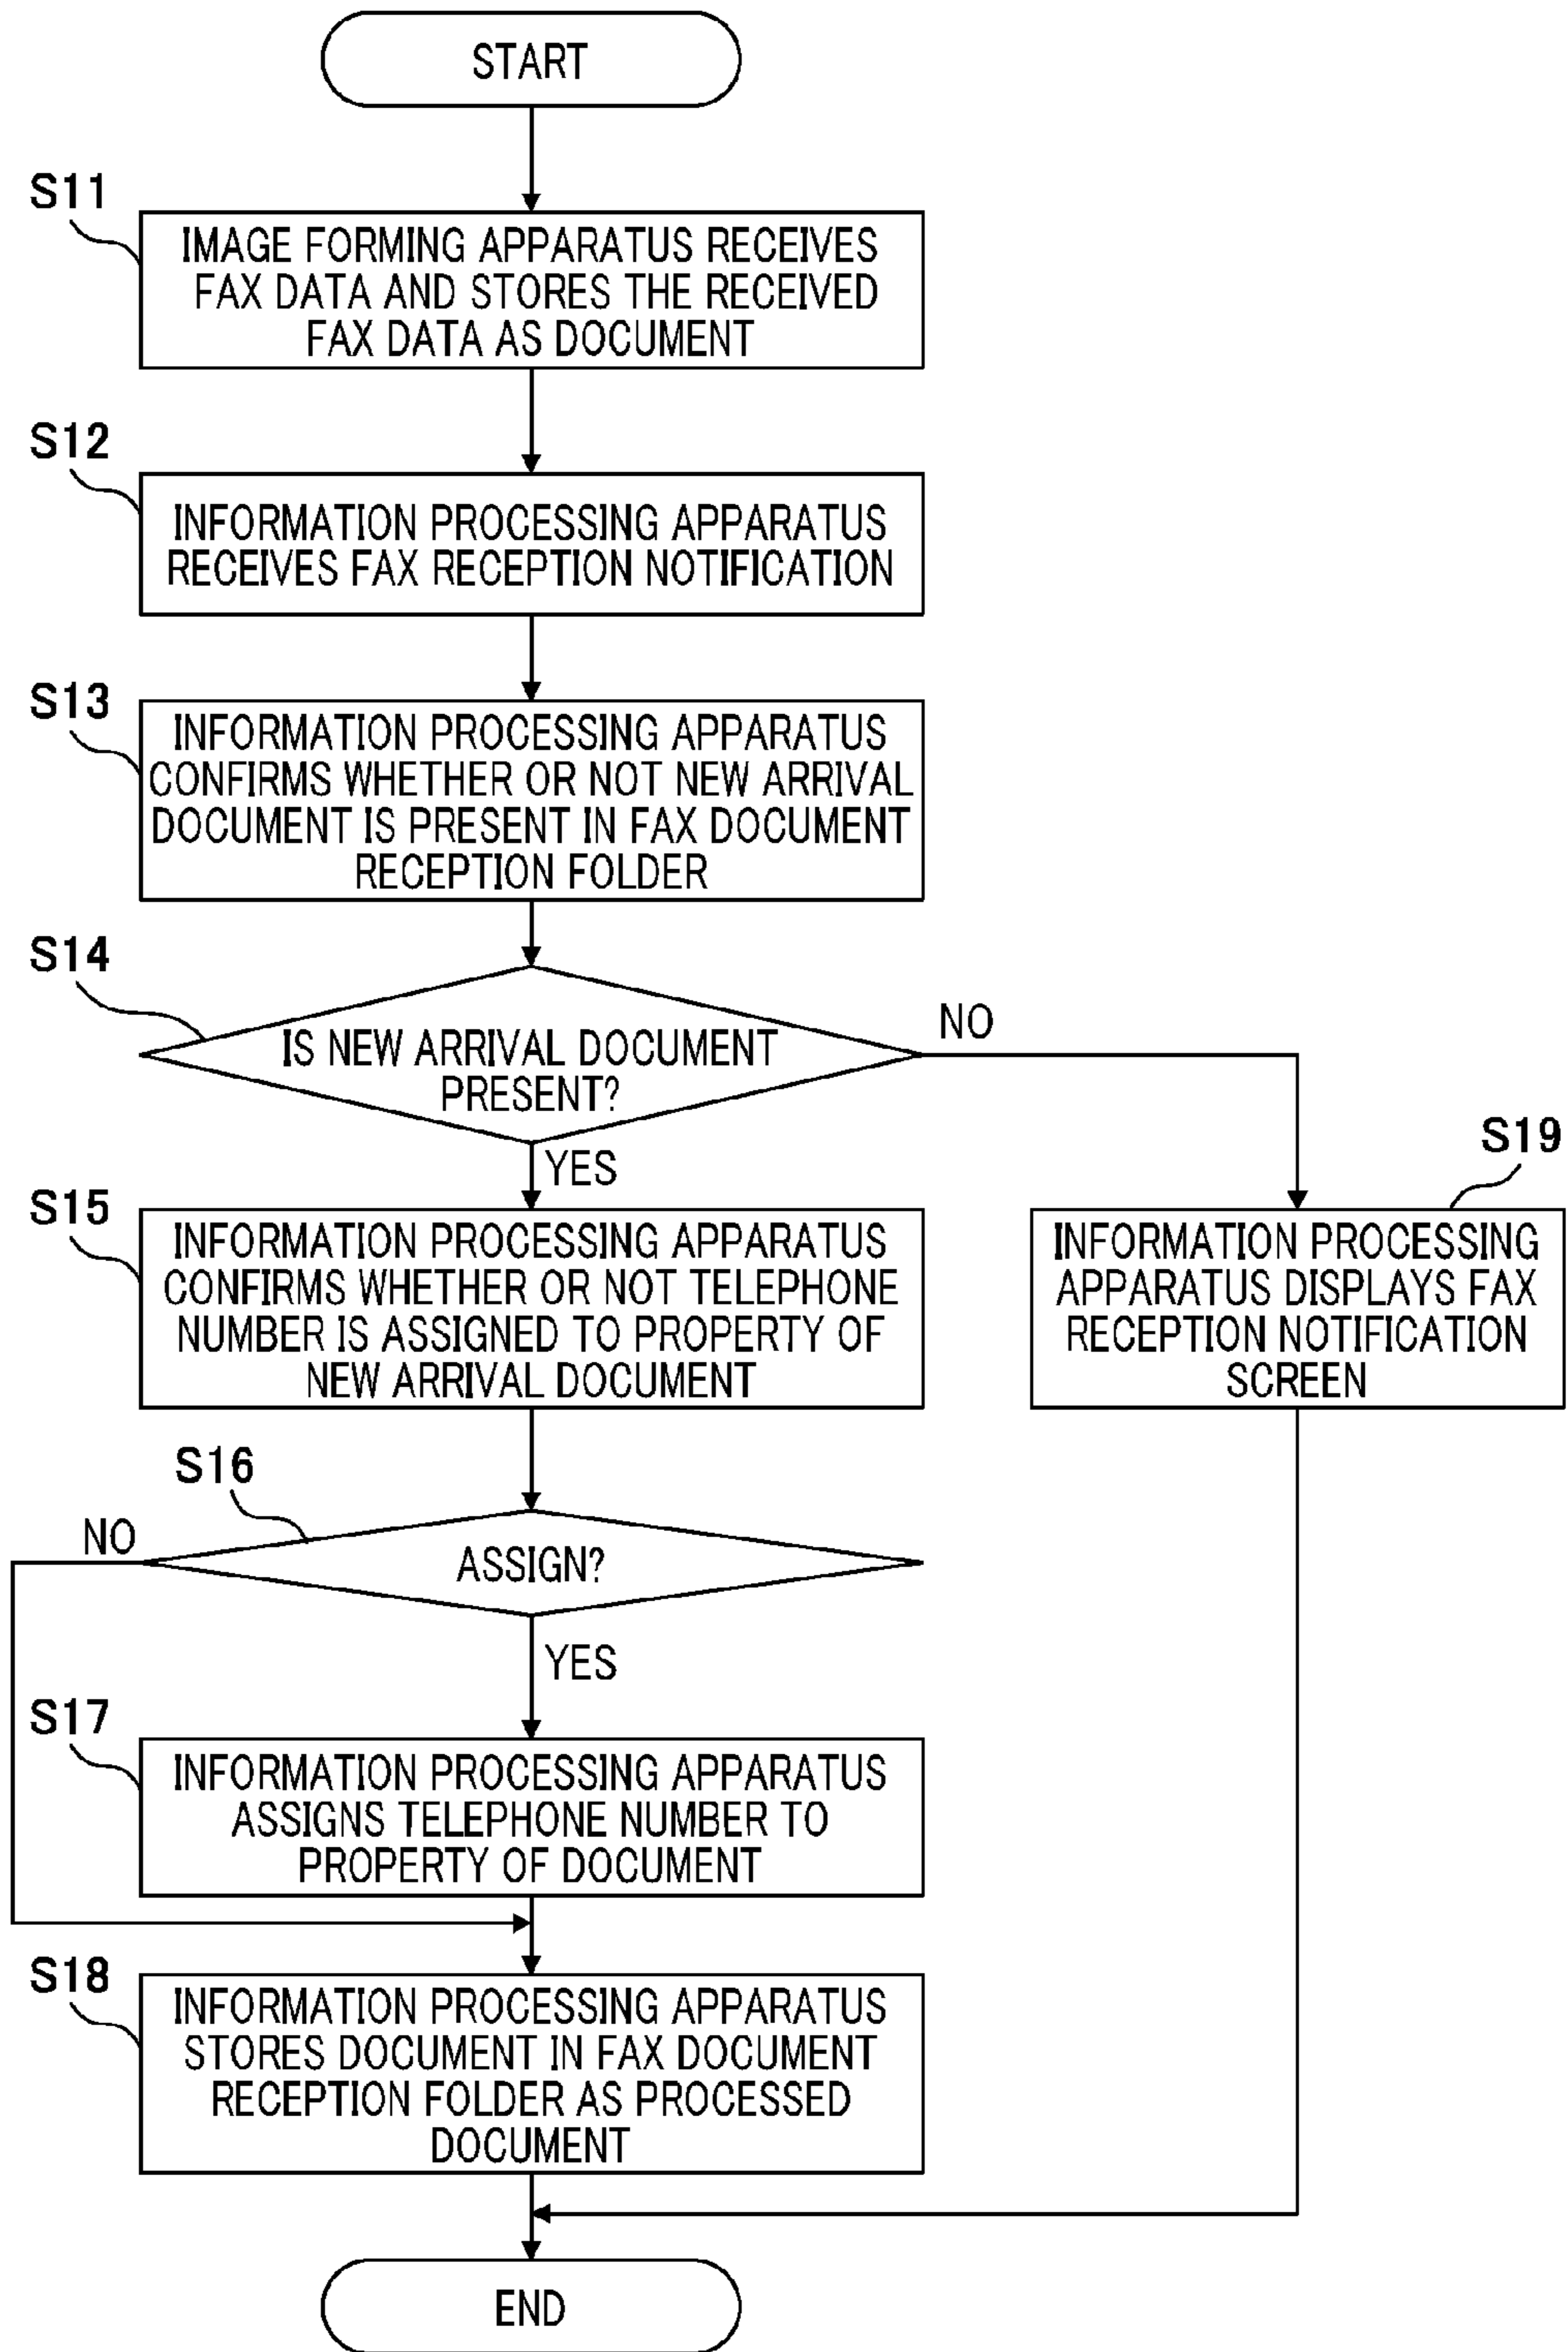 START
S11
IMAGE FORMING APPARATUS RECEIVES
FAX DATA AND STORES THE RECEIVED
FAX DATA AS DOCUMENT
S12
INFORMATION PROCESSING APPARATUS
RECEIVES FAX RECEPTION NOTIFICATION
S13
INFORMATION PROCESSING APPARATUS
CONFIRMS WHETHER OR NOT NEW ARRIVAL
DOCUMENT IS PRESENT IN FAX DOCUMENT
RECEPTION FOLDER
S14
IS NEW ARRIVAL DOCUMENT
PRESENT?
NO
YES
S15
INFORMATION PROCESSING APPARATUS
CONFIRMS WHETHER OR NOT TELEPHONE
NUMBER IS ASSIGNED TO PROPERTY OF
NEW ARRIVAL DOCUMENT
S19
INFORMATION PROCESSING
APPARATUS DISPLAYS FAX
RECEPTION NOTIFICATION
SCREEN
S16
NO
ASSIGN?
YES
S17
INFORMATION PROCESSING APPARATUS
ASSIGNS TELEPHONE NUMBER TO
PROPERTY OF DOCUMENT
S18
INFORMATION PROCESSING APPARATUS
STORES DOCUMENT IN FAX DOCUMENT
RECEPTION FOLDER AS PROCESSED
DOCUMENT
END